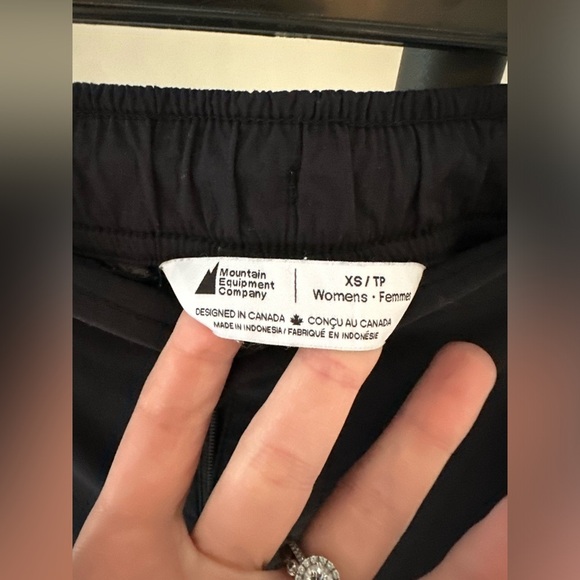 Mountain
Equipment
Company
XS / TP
Womens · Femmes
DESIGNED IN CANADA CONÇU AU CANADA
MADE IN INDONESIA / FABRIQUÉ EN INDONÉSIE